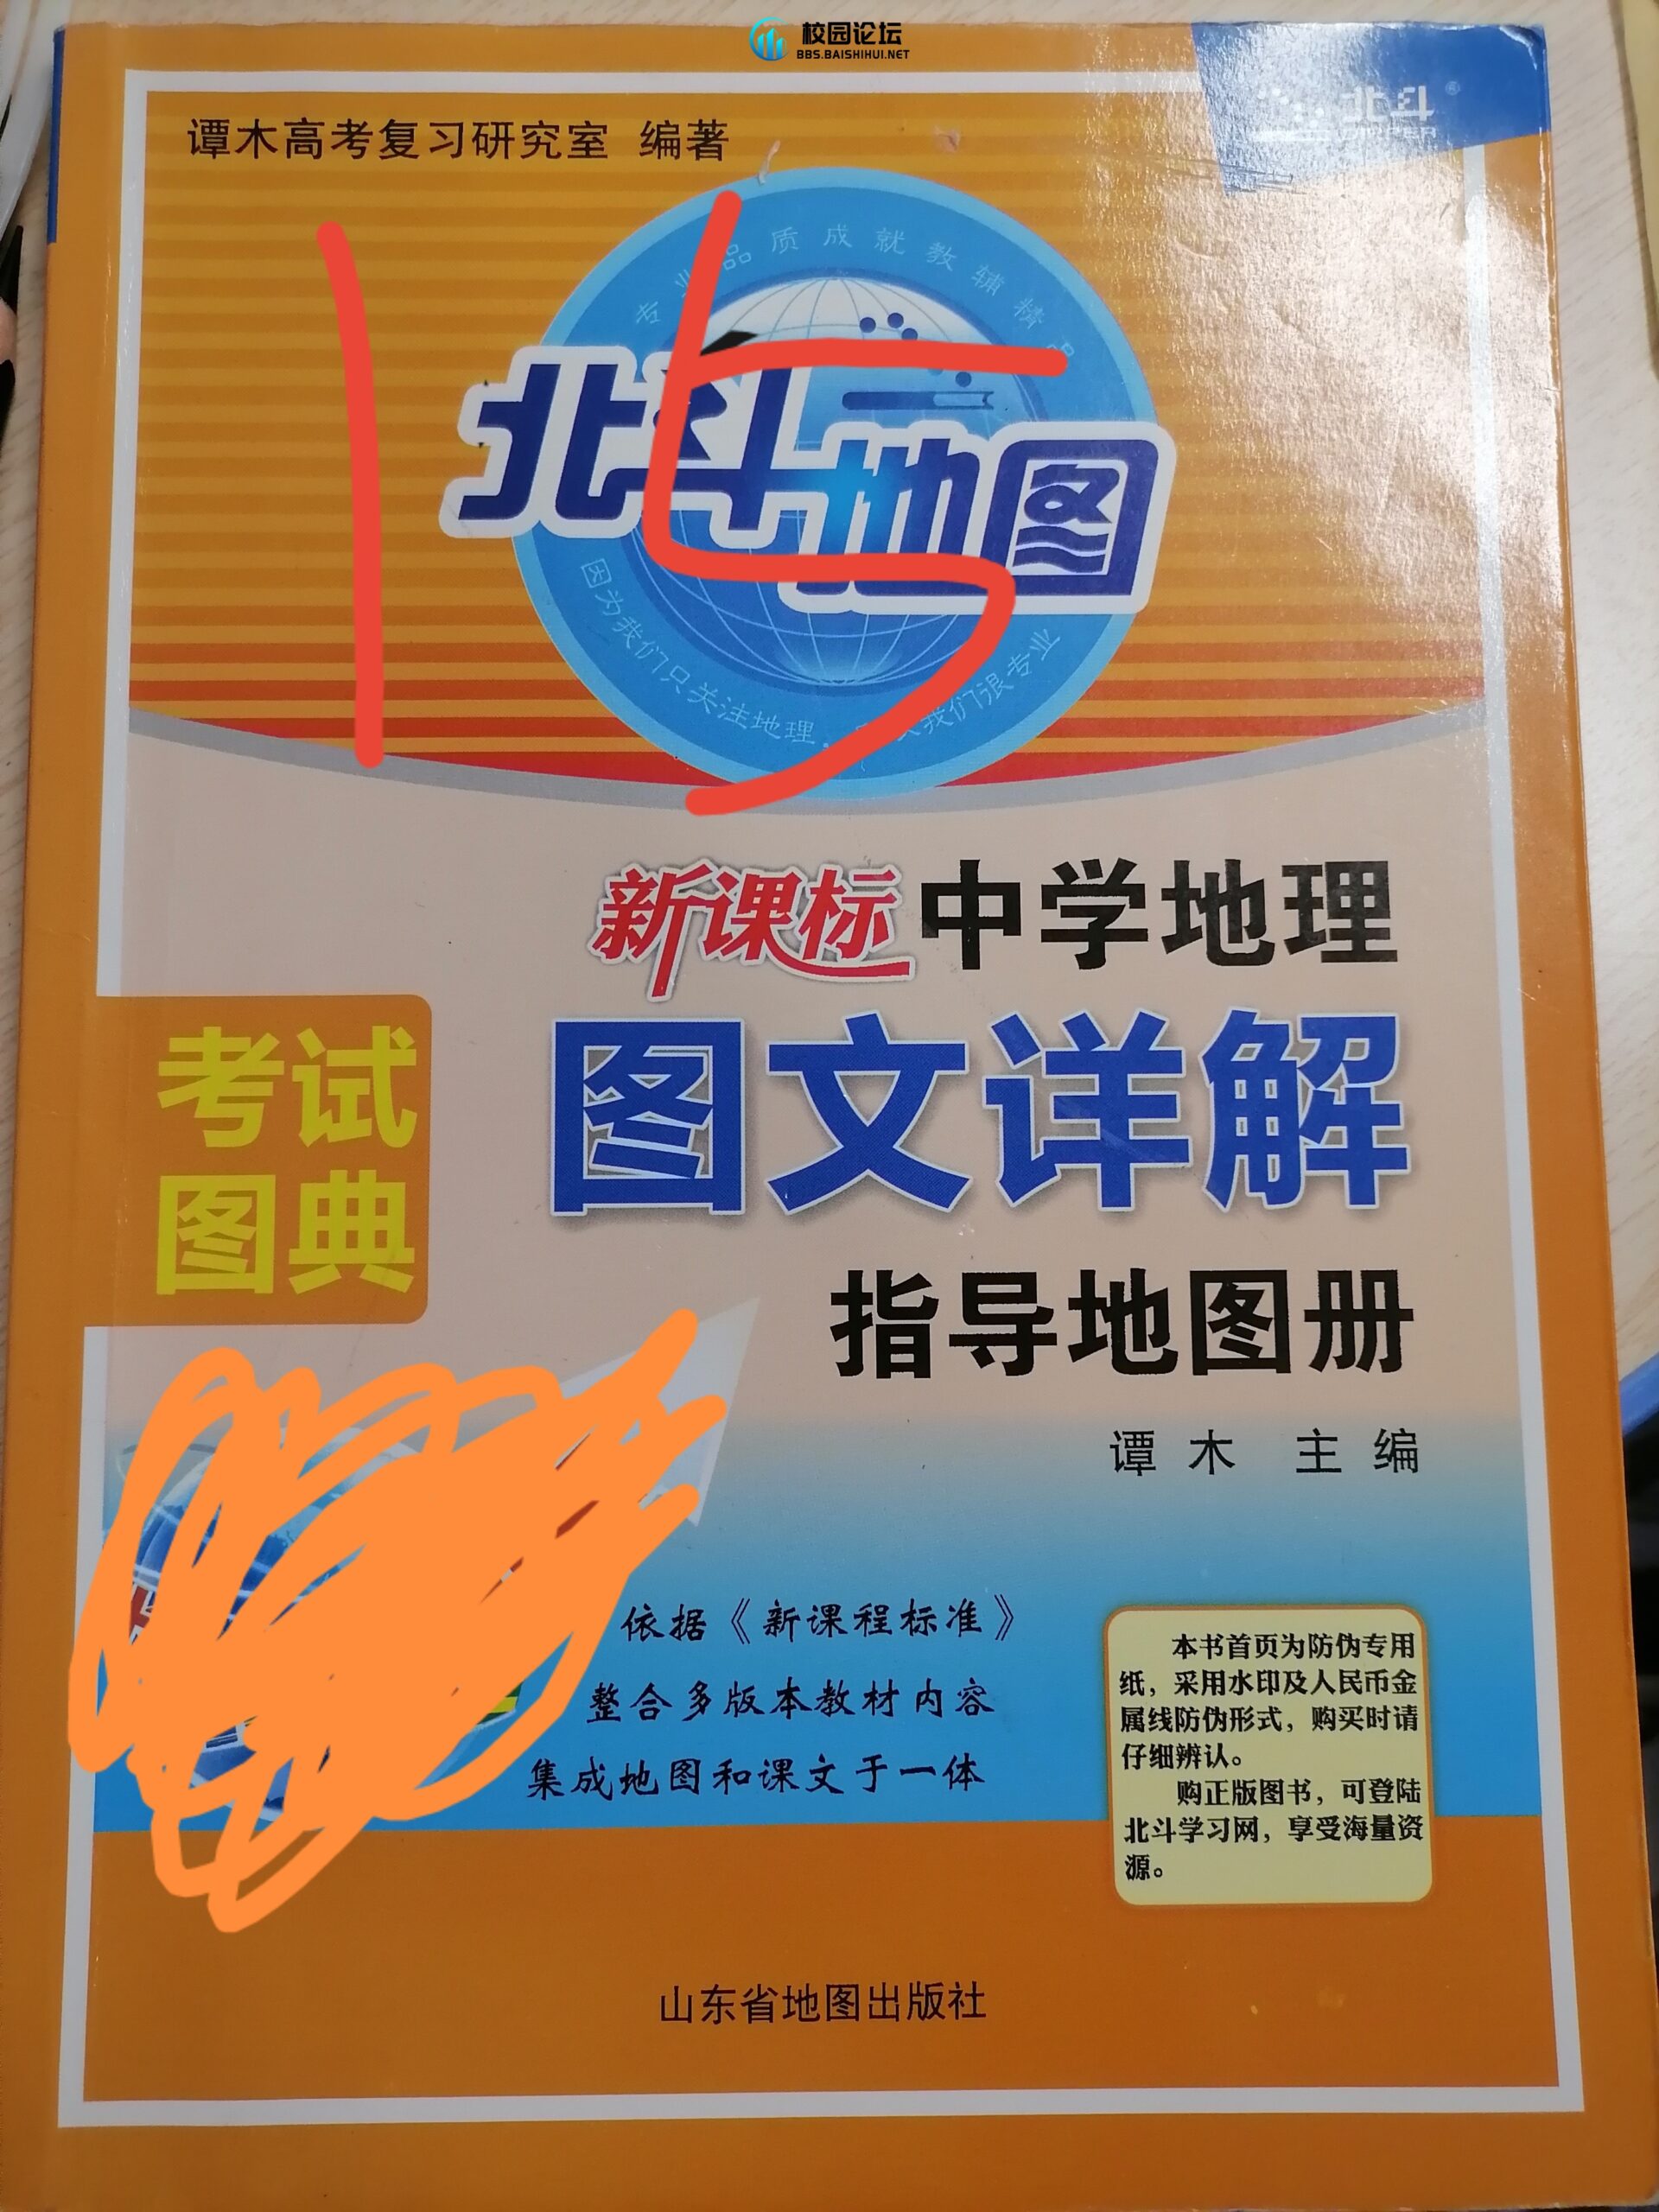 校园论坛
BBS.BAISHIHUI.NET
北斗
谭木高考复习研究室 编著
专业品质成就教辅精品
15
北斗地图
因为我们只关注地理,
我们很专业
新课标 中学地理
考试
图典
图文详解
指导地图册
谭木 主编
依据《新课程标准》
整合多版本教材内容
集成地图和课文于一体
本书首页为防伪专用
纸，采用水印及人民币金
属线防伪形式，购买时请
仔细辨认。
购正版图书，可登陆
北斗学习网，享受海量资
源。
山东省地图出版社